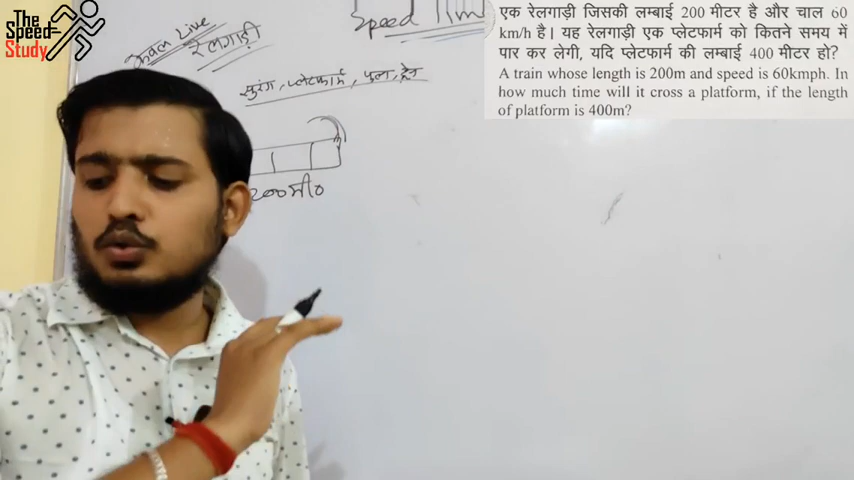 The
Speed
Study
रेलगाड़ी
Speed
सुरंग, प्लेटफार्म, पुल, ट्रेन
200मी०
एक रेलगाड़ी जिसकी लम्बाई 200 मीटर है और चाल 60
km/h है। यह रेलगाड़ी एक प्लेटफार्म को कितने समय में
पार कर लेगी, यदि प्लेटफार्म की लम्बाई 400 मीटर हो?
A train whose length is 200m and speed is 60kmph. In
how much time will it cross a platform, if the length
of platform is 400m?